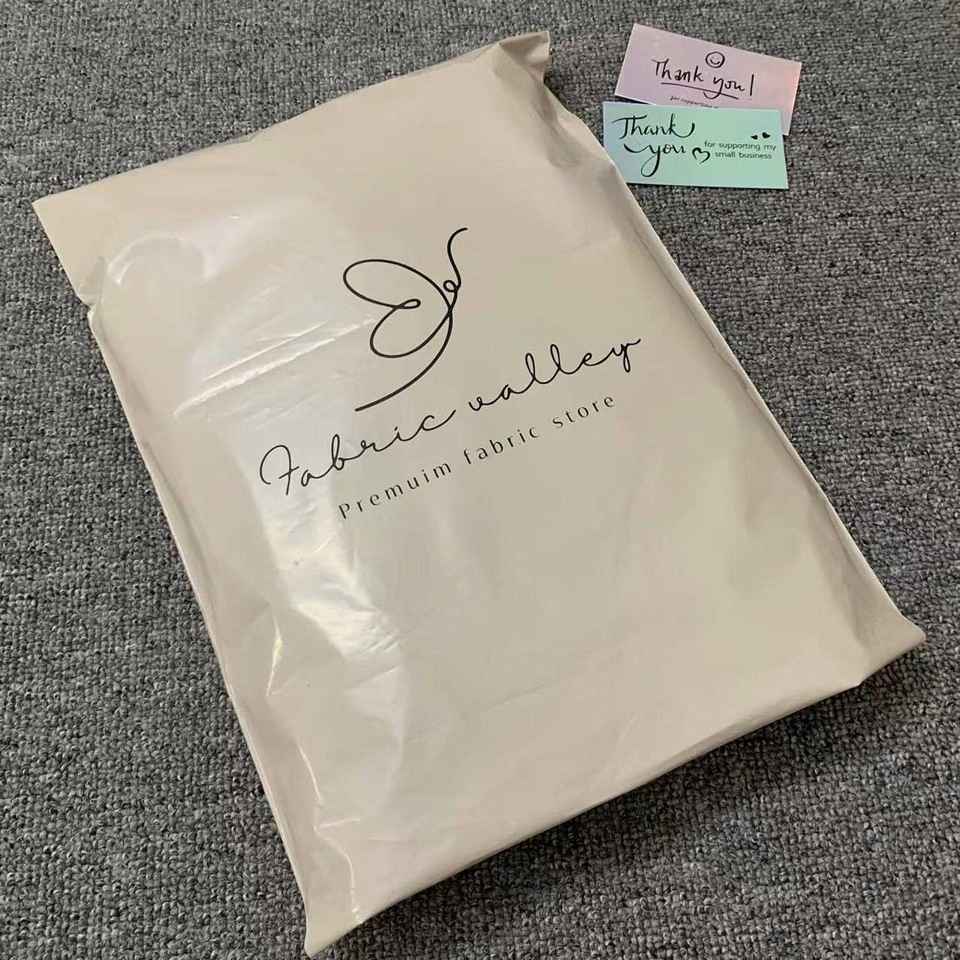 Thank you!
Thank
you
for supporting my
small business
Fabric valley
Premuim fabric store